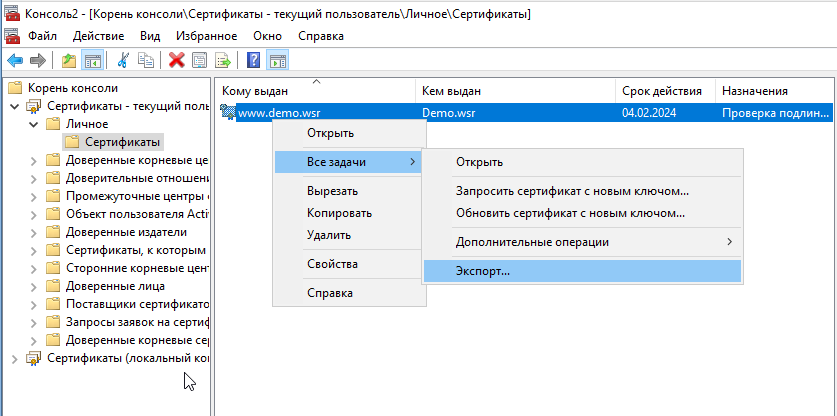 Консоль2 - [Корень консоли\Сертификаты - текущий пользователь\Личное\Сертификаты]
Файл Действие Вид Избранное Окно Справка
Корень консоли
Сертификаты - текущий поль
Личное
Сертификаты
Доверенные корневые це
Доверительные отношени
Промежуточные центры с
Объект пользователя Acti
Доверенные издатели
Сертификаты, к которым
Сторонние корневые цент
Доверенные лица
Поставщики сертификато
Запросы заявок на сертиф
Доверенные корневые сер
Сертификаты (локальный ко
Кому выдан Кем выдан Срок действия Назначения
www.demo.wsr Demo.wsr 04.02.2024 Проверка подлин...
Открыть
Все задачи
Вырезать
Копировать
Удалить
Свойства
Справка
Открыть
Запросить сертификат с новым ключом...
Обновить сертификат с новым ключом...
Дополнительные операции
Экспорт...